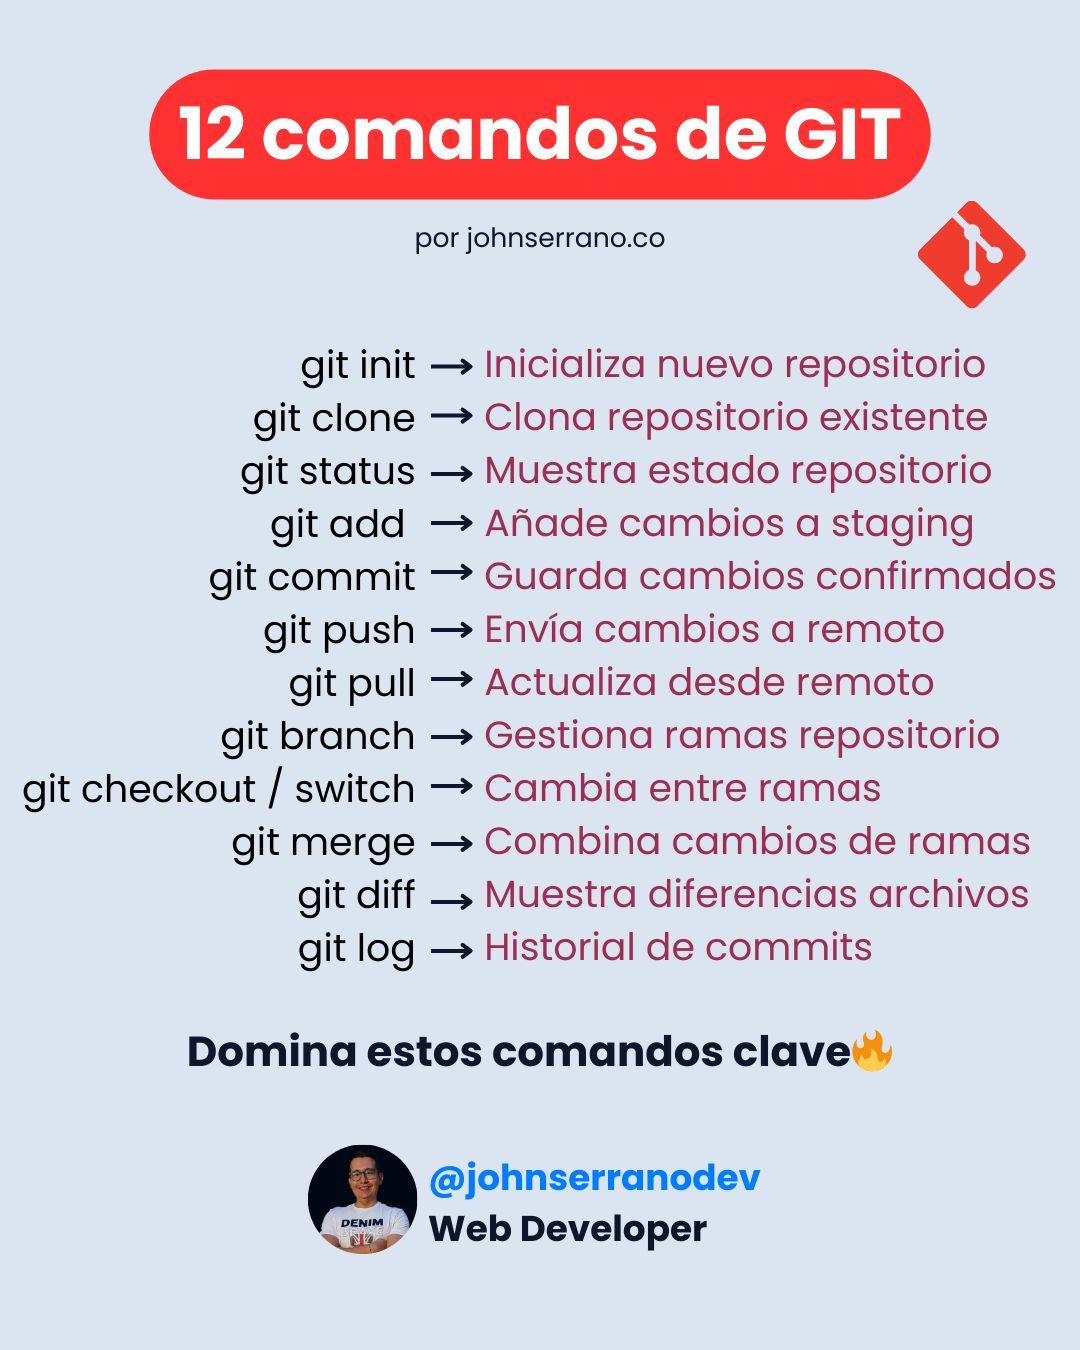 12 comandos de GIT
por johnserrano.co
git init → Inicializa nuevo repositorio
git clone → Clona repositorio existente
git status → Muestra estado repositorio
git add → Añade cambios a staging
git commit → Guarda cambios confirmados
git push → Envía cambios a remoto
git pull → Actualiza desde remoto
git branch → Gestiona ramas repositorio
git checkout / switch → Cambia entre ramas
git merge → Combina cambios de ramas
git diff → Muestra diferencias archivos
git log → Historial de commits
Domina estos comandos clave🔥
@johnserranodev
Web Developer
DENIM